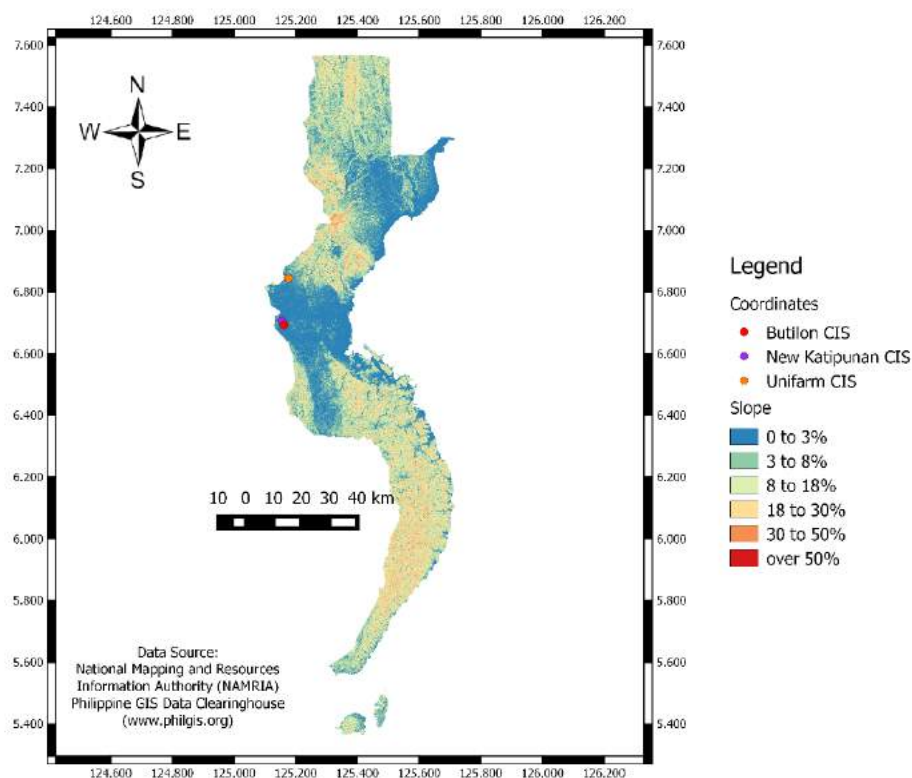 124.600 124.800 125.000 125.200 125.400 125.600 125.800 126.000 126.200
7.600 7.600
7.400 7.400
7.200 7.200
7.000 7.000
6.800 6.800
6.600 6.600
6.400 6.400
6.200 6.200
6.000 6.000
5.800 5.800
5.600 5.600
5.400 5.400
N
W E
S
10 0 10 20 30 40 km
Data Source:
National Mapping and Resources
Information Authority (NAMRIA)
Philippine GIS Data Clearinghouse
(www.philgis.org)
124.600 124.800 125.000 125.200 125.400 125.600 125.800 126.000 126.200
Legend
Coordinates
Butilon CIS
New Katipunan CIS
Unifarm CIS
Slope
0 to 3%
3 to 8%
8 to 18%
18 to 30%
30 to 50%
over 50%